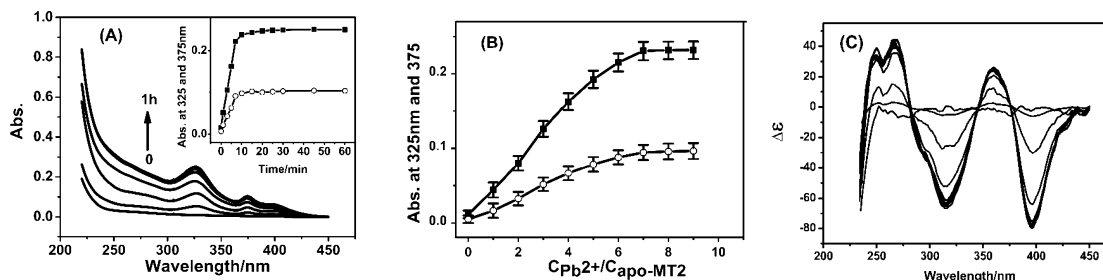 (A)
Abs.
1.
0.8
0.6
0.4
0.2
0.0
200 250 300 350 400 450
Wavelength/nm
1h
0
Abs. at 325 and 375nm
0.2
0.0
0 10 20 30 40 50 60
Time/min
(B)
Abs. at 325nm and 375
0.2
0.1
0.0
0 2 4 6 8 10
CPb2+/Capo-MT2
(C)
Δε
60
40
20
0
-20
-40
-60
-80
200 250 300 350 400 450
Wavelength/nm